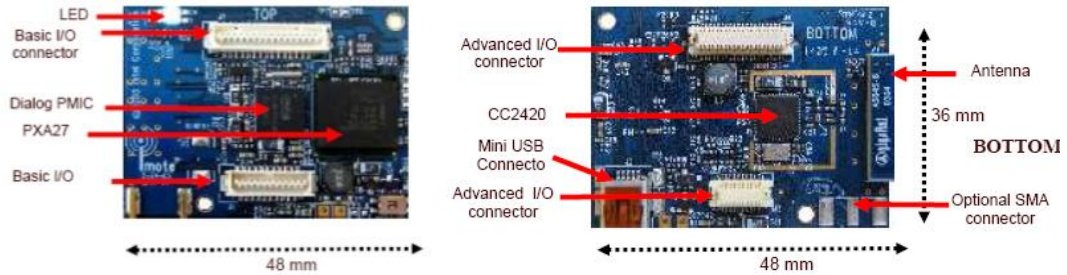 LED
TOP
Basic I/O
connector
Dialog PMIC
PXA27
Basic I/O
imote
48 mm
BOTTOM
Advanced I/O
connector
CC2420
Mini USB
Connecto
Advanced I/O
connector
Antenna
36 mm
BOTTOM
Optional SMA
connector
48 mm